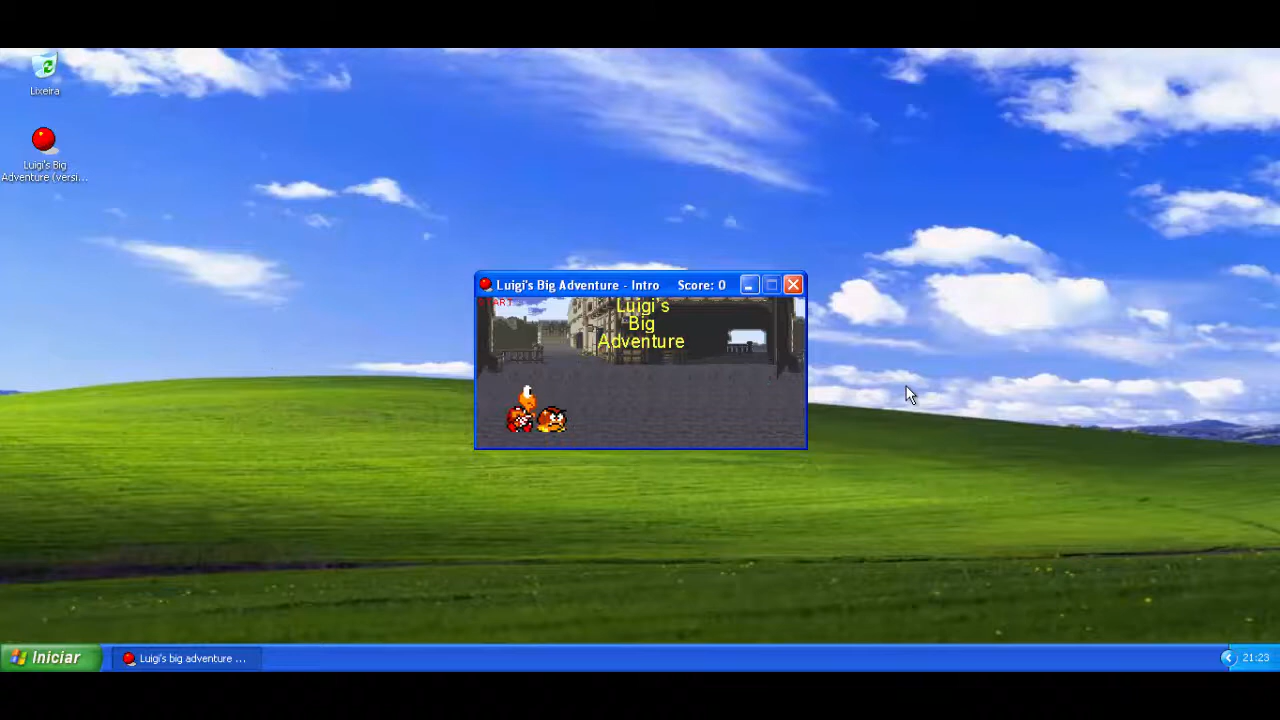 Lixeira
Luigi's Big
Adventure (versi...
Luigi's Big Adventure - Intro Score: 0
Luigi's
Big
Adventure
Iniciar
Luigi's big adventure ...
21:23